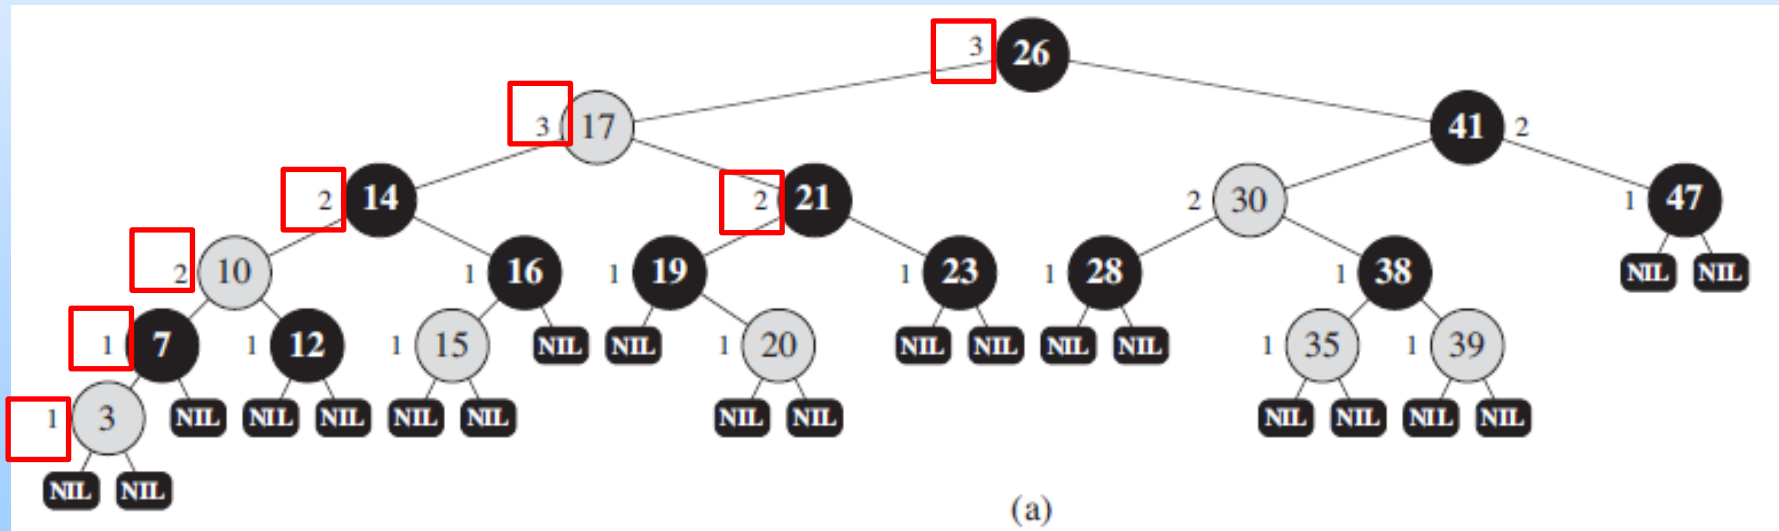 3 26
3 17 41 2
2 14 2 21 2 30 1 47
2 10 1 16 1 19 1 23 1 28 1 38 NIL NIL
1 7 1 12 1 15 NIL NIL 1 20 NIL NIL NIL NIL 1 35 1 39
1 3 NIL NIL NIL NIL NIL NIL NIL NIL NIL NIL NIL
NIL NIL
(a)